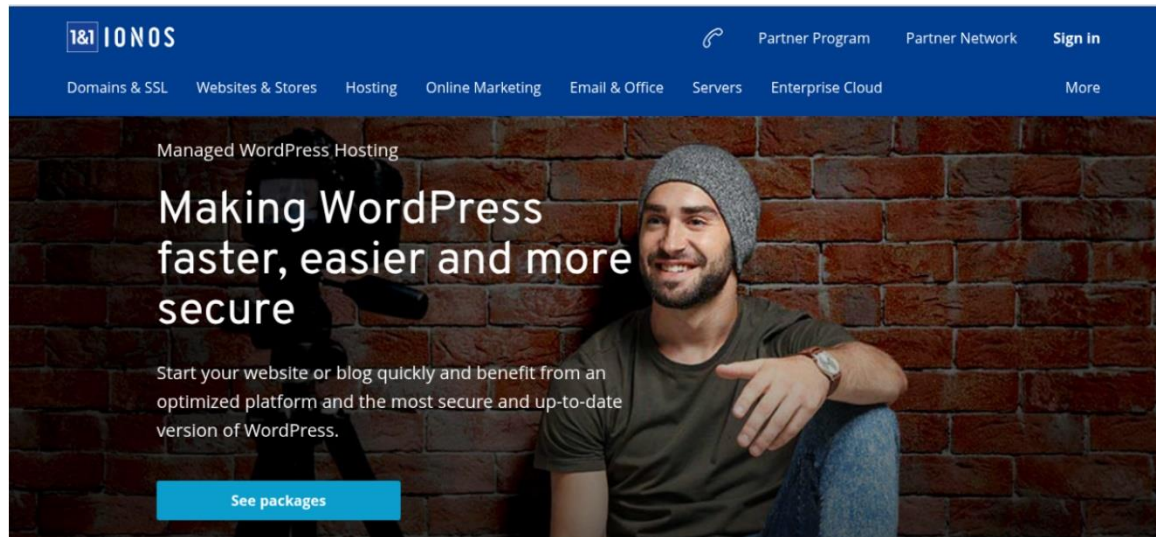 1&1 IONOS
Partner Program Partner Network Sign in
Domains & SSL Websites & Stores Hosting Online Marketing Email & Office Servers Enterprise Cloud More
Managed WordPress Hosting
Making WordPress
faster, easier and more
secure
Start your website or blog quickly and benefit from an
optimized platform and the most secure and up-to-date
version of WordPress.
See packages